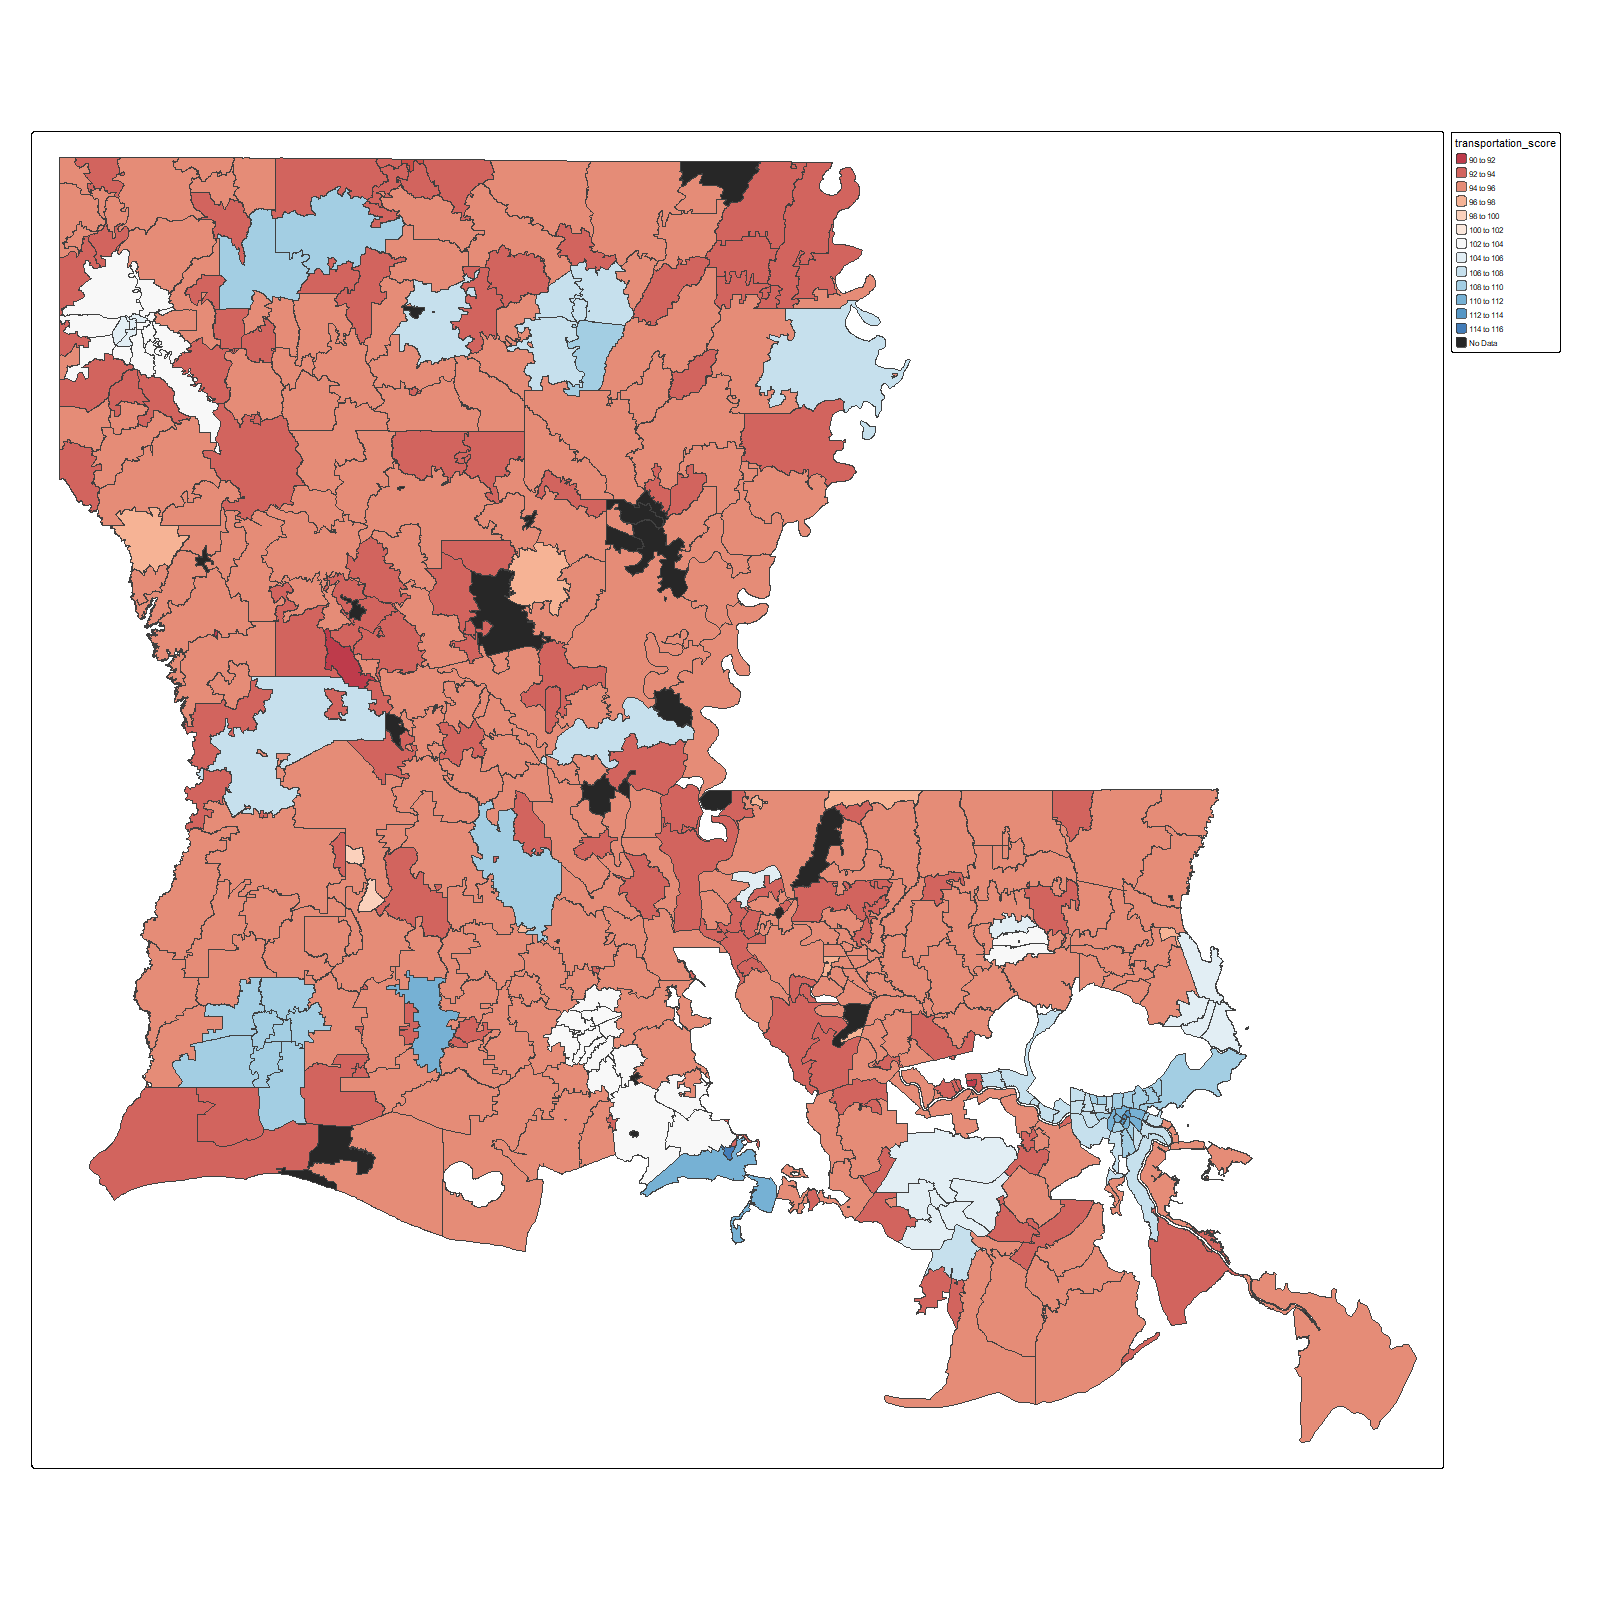 transportation_score
90 to 92
92 to 94
94 to 96
96 to 98
98 to 100
100 to 102
102 to 104
104 to 106
106 to 108
108 to 110
110 to 112
112 to 114
114 to 116
No Data